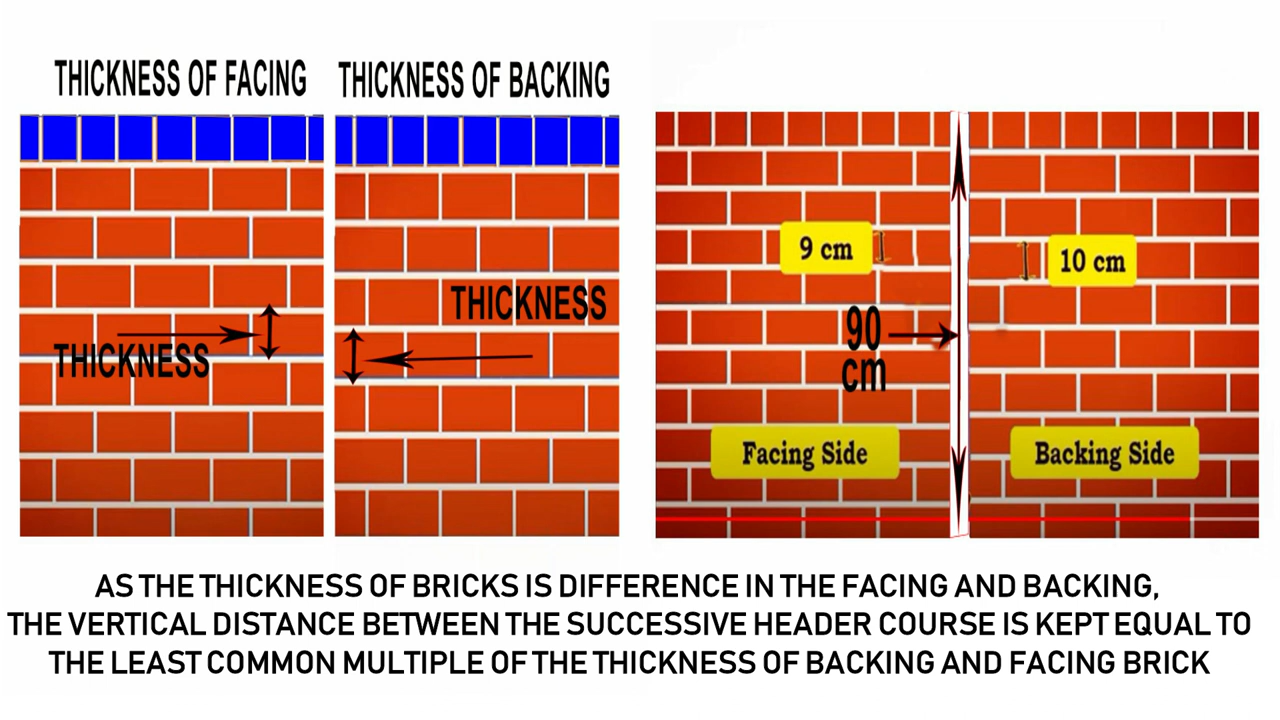 THICKNESS OF FACING
THICKNESS OF BACKING
THICKNESS
THICKNESS
9 cm
10 cm
90
cm
Facing Side
Backing Side
AS THE THICKNESS OF BRICKS IS DIFFERENCE IN THE FACING AND BACKING,
THE VERTICAL DISTANCE BETWEEN THE SUCCESSIVE HEADER COURSE IS KEPT EQUAL TO
THE LEAST COMMON MULTIPLE OF THE THICKNESS OF BACKING AND FACING BRICK